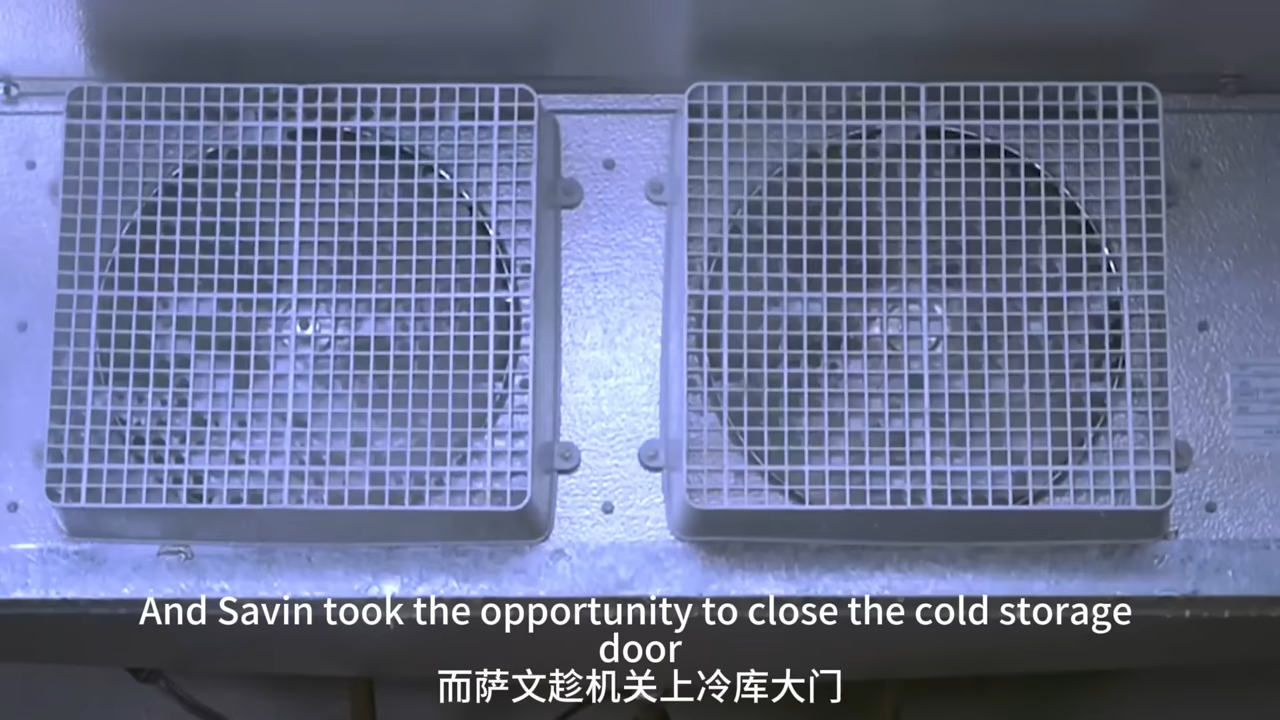 And Savin took the opportunity to close the cold storage
door
而萨文趁机关上冷库大门